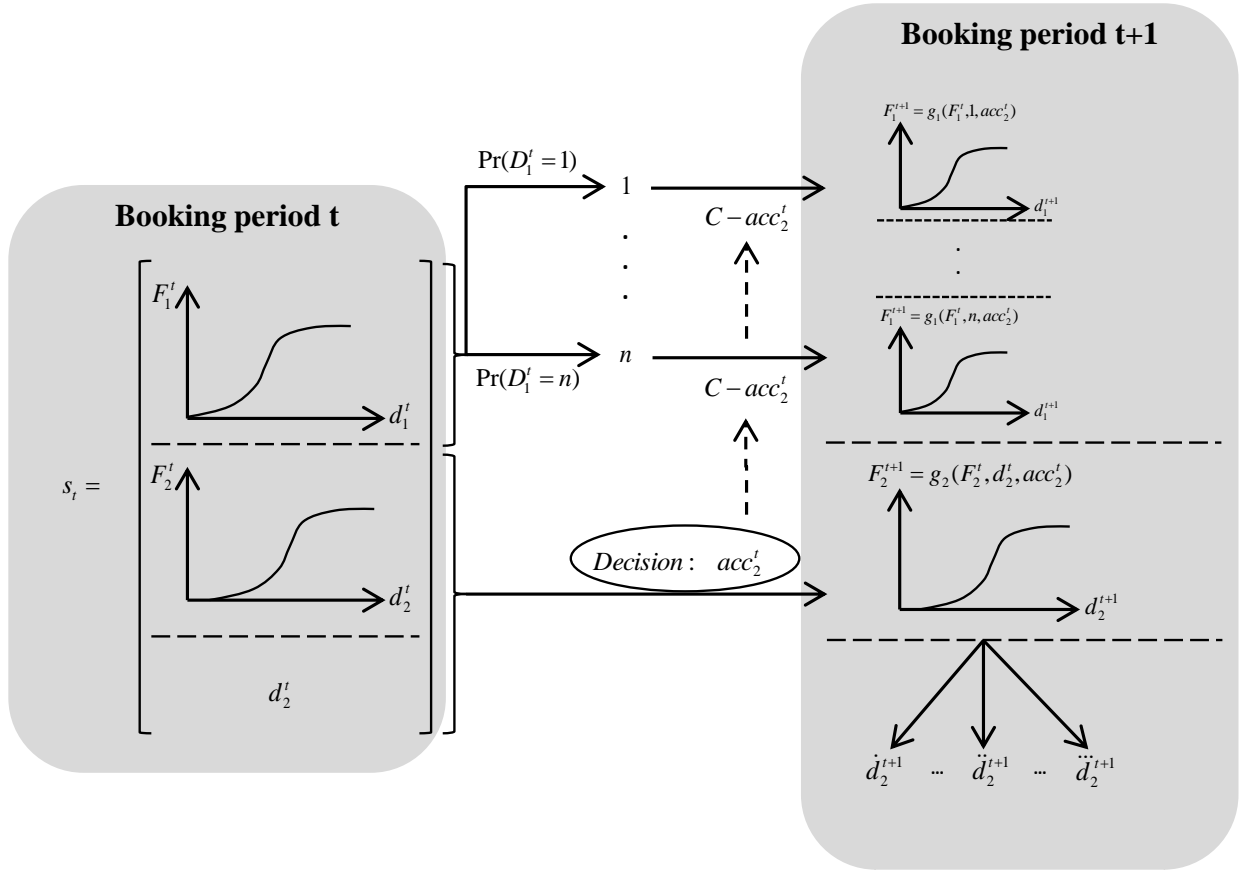 Booking period t
s_t =
F_1^t
d_1^t
F_2^t
d_2^t
d_2^t
Pr(D_1^t = 1)
1
.
.
.
Pr(D_1^t = n)
n
C − acc_2^t
C − acc_2^t
Decision : acc_2^t
Booking period t+1
F_1^{t+1} = g_1(F_1^t, 1, acc_2^t)
d_1^{t+1}
.
.
F_1^{t+1} = g_1(F_1^t, n, acc_2^t)
d_1^{t+1}
F_2^{t+1} = g_2(F_2^t, d_2^t, acc_2^t)
d_2^{t+1}
ḋ_2^{t+1} ... d̈_2^{t+1} ... d⃛_2^{t+1}